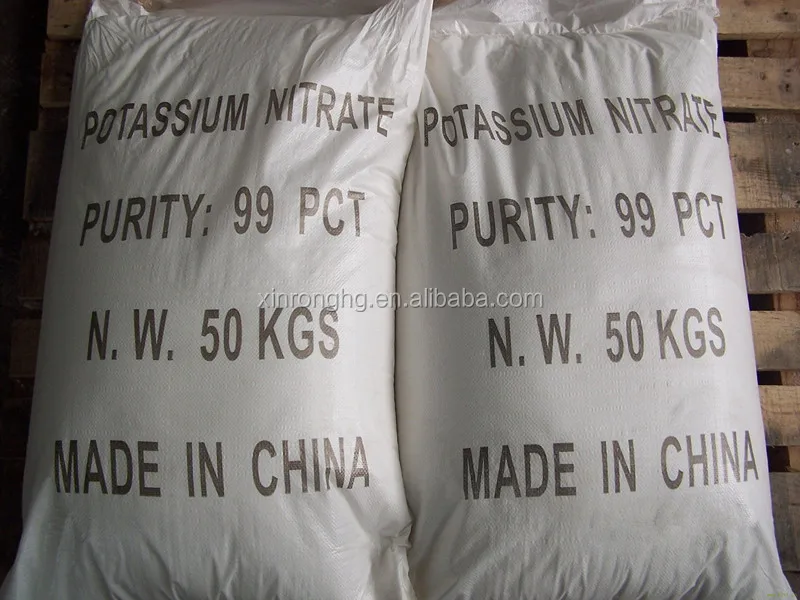 POTASSIUM NITRATE
PURITY: 99 PCT
N. W. 50 KGS
MADE IN CHINA
POTASSIUM NITRATE
PURITY: 99 PCT
N. W. 50 KGS
MADE IN CHINA
xinronghg.en.alibaba.com